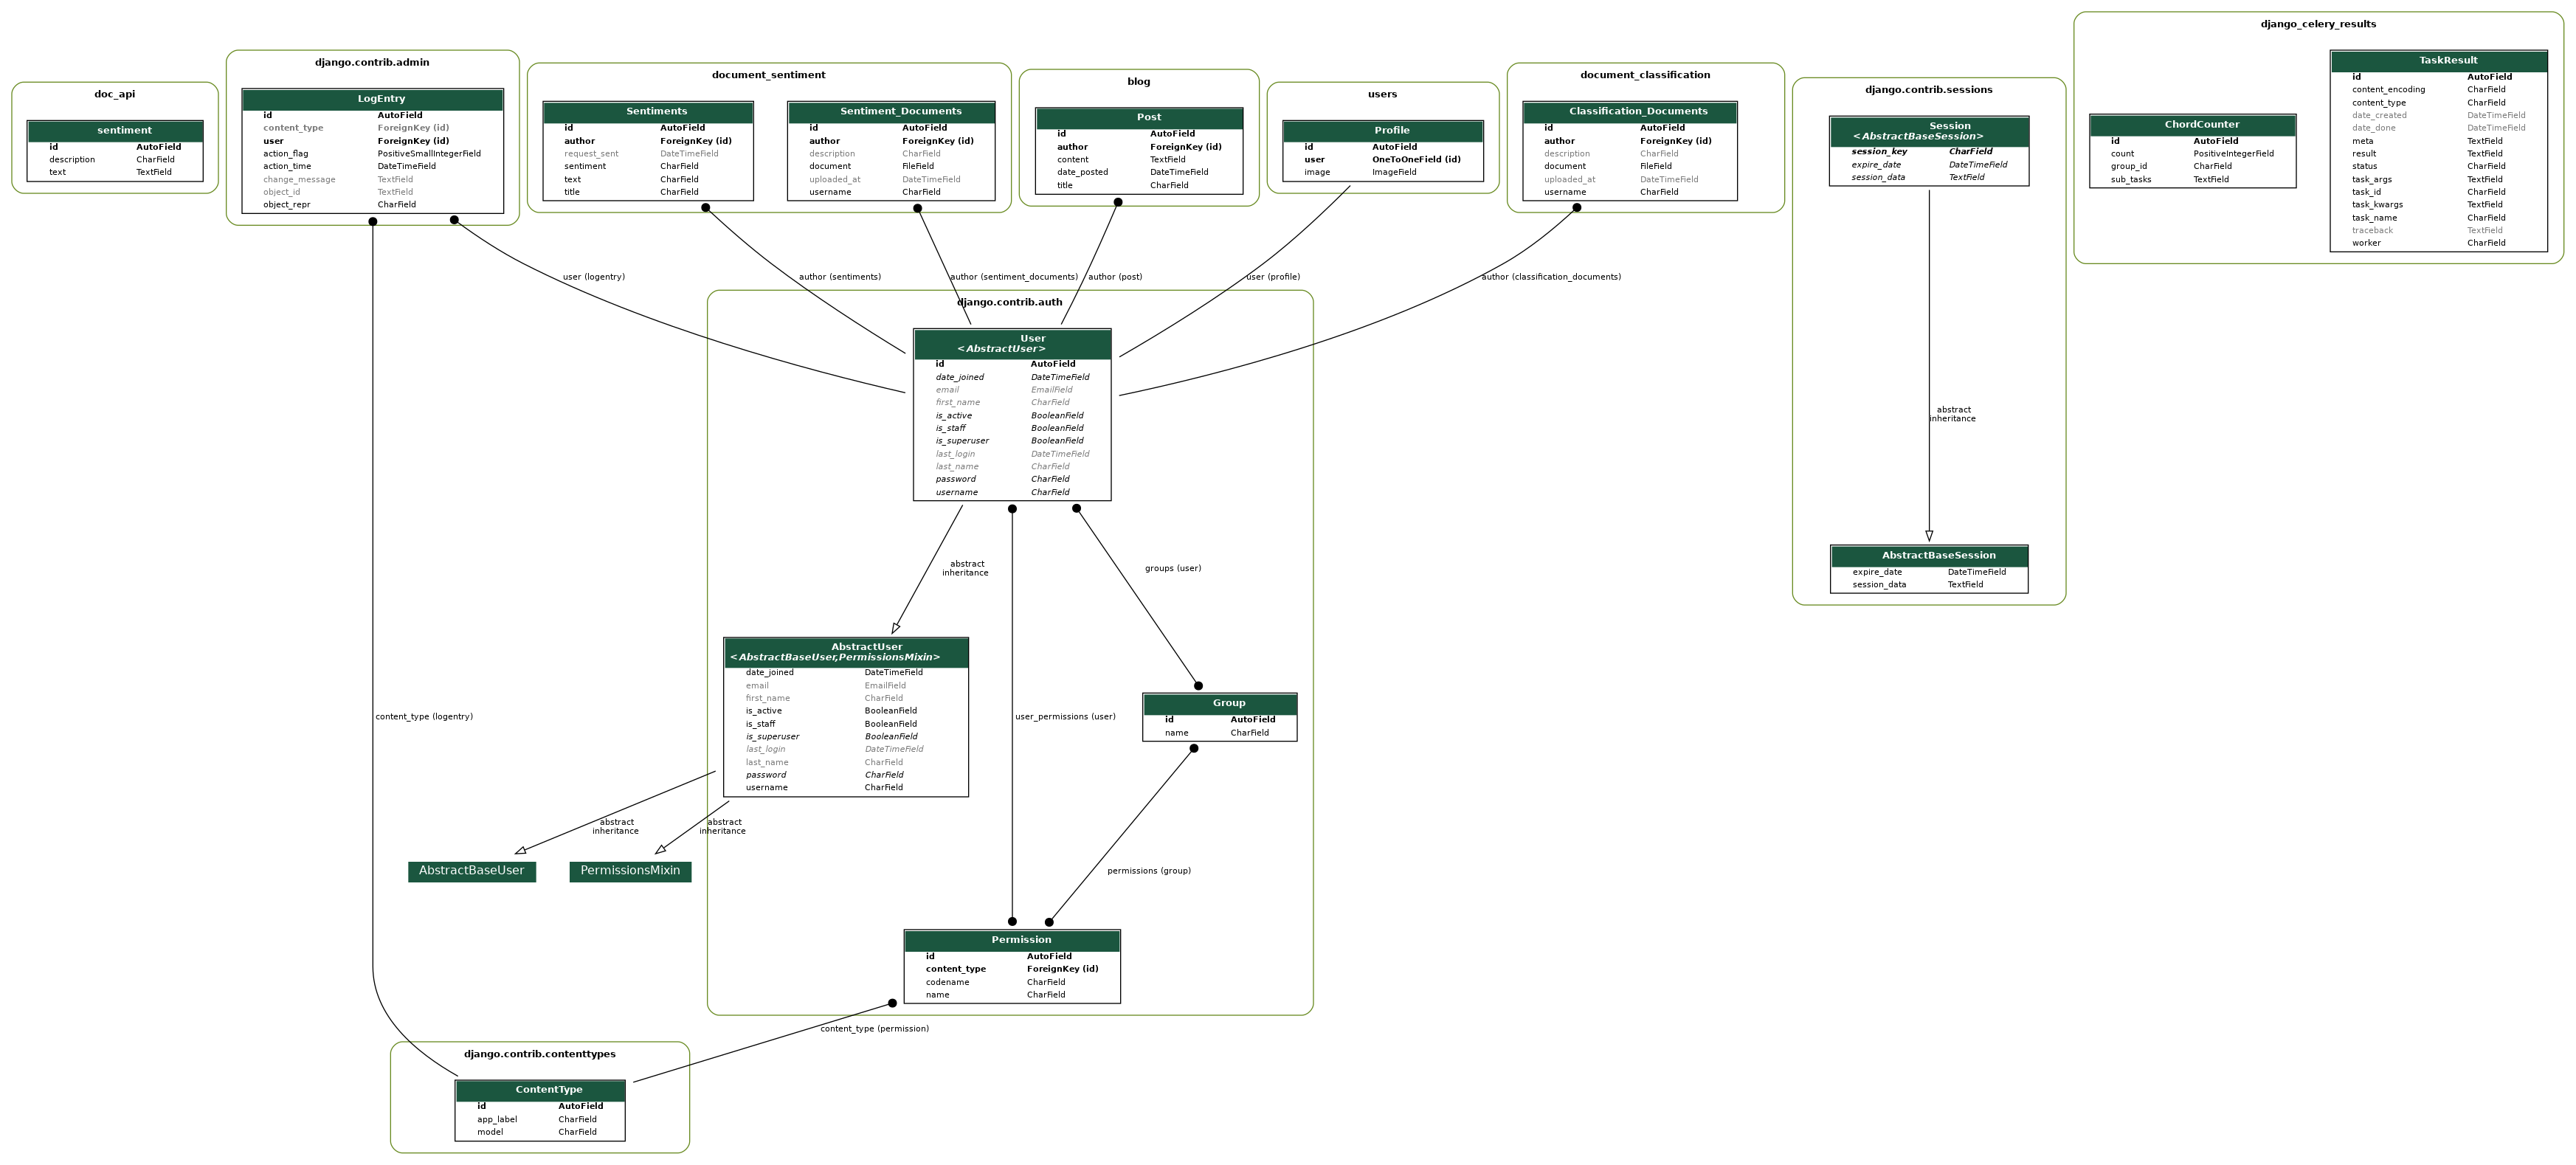 doc_api
sentiment
id AutoField
description CharField
text TextField
django.contrib.admin
LogEntry
id AutoField
content_type ForeignKey (id)
user ForeignKey (id)
action_flag PositiveSmallIntegerField
action_time DateTimeField
change_message TextField
object_id TextField
object_repr CharField
document_sentiment
Sentiments
id AutoField
author ForeignKey (id)
request_sent DateTimeField
sentiment CharField
text CharField
title CharField
Sentiment_Documents
id AutoField
author ForeignKey (id)
description CharField
document FileField
uploaded_at DateTimeField
username CharField
blog
Post
id AutoField
author ForeignKey (id)
content TextField
date_posted DateTimeField
title CharField
users
Profile
id AutoField
user OneToOneField (id)
image ImageField
document_classification
Classification_Documents
id AutoField
author ForeignKey (id)
description CharField
document FileField
uploaded_at DateTimeField
username CharField
django.contrib.sessions
Session
<AbstractBaseSession>
session_key CharField
expire_date DateTimeField
session_data TextField
abstract
inheritance
AbstractBaseSession
expire_date DateTimeField
session_data TextField
django_celery_results
ChordCounter
id AutoField
count PositiveIntegerField
group_id CharField
sub_tasks TextField
TaskResult
id AutoField
content_encoding CharField
content_type CharField
date_created DateTimeField
date_done DateTimeField
meta TextField
result TextField
status CharField
task_args TextField
task_id CharField
task_kwargs TextField
task_name CharField
traceback TextField
worker CharField
user (logentry)
author (sentiments)
author (sentiment_documents)
author (post)
user (profile)
author (classification_documents)
django.contrib.auth
User
<AbstractUser>
id AutoField
date_joined DateTimeField
email EmailField
first_name CharField
is_active BooleanField
is_staff BooleanField
is_superuser BooleanField
last_login DateTimeField
last_name CharField
password CharField
username CharField
abstract
inheritance
groups (user)
AbstractUser
<AbstractBaseUser,PermissionsMixin>
date_joined DateTimeField
email EmailField
first_name CharField
is_active BooleanField
is_staff BooleanField
is_superuser BooleanField
last_login DateTimeField
last_name CharField
password CharField
username CharField
content_type (logentry)
user_permissions (user)
Group
id AutoField
name CharField
abstract
inheritance
abstract
inheritance
AbstractBaseUser
PermissionsMixin
permissions (group)
Permission
id AutoField
content_type ForeignKey (id)
codename CharField
name CharField
content_type (permission)
django.contrib.contenttypes
ContentType
id AutoField
app_label CharField
model CharField